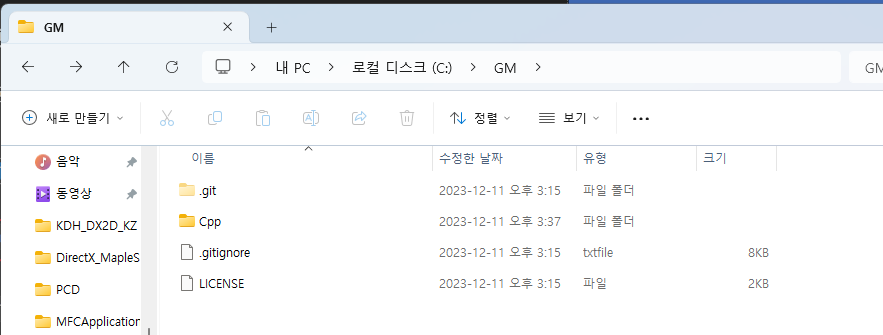 GM
내 PC 로컬 디스크 (C:) GM GM
새로 만들기 정렬 보기
이름 수정한 날짜 유형 크기
음악
동영상
KDH_DX2D_KZ
DirectX_MapleS
PCD
MFCApplication
.git 2023-12-11 오후 3:15 파일 폴더
Cpp 2023-12-11 오후 3:37 파일 폴더
.gitignore 2023-12-11 오후 3:15 txtfile 8KB
LICENSE 2023-12-11 오후 3:15 파일 2KB